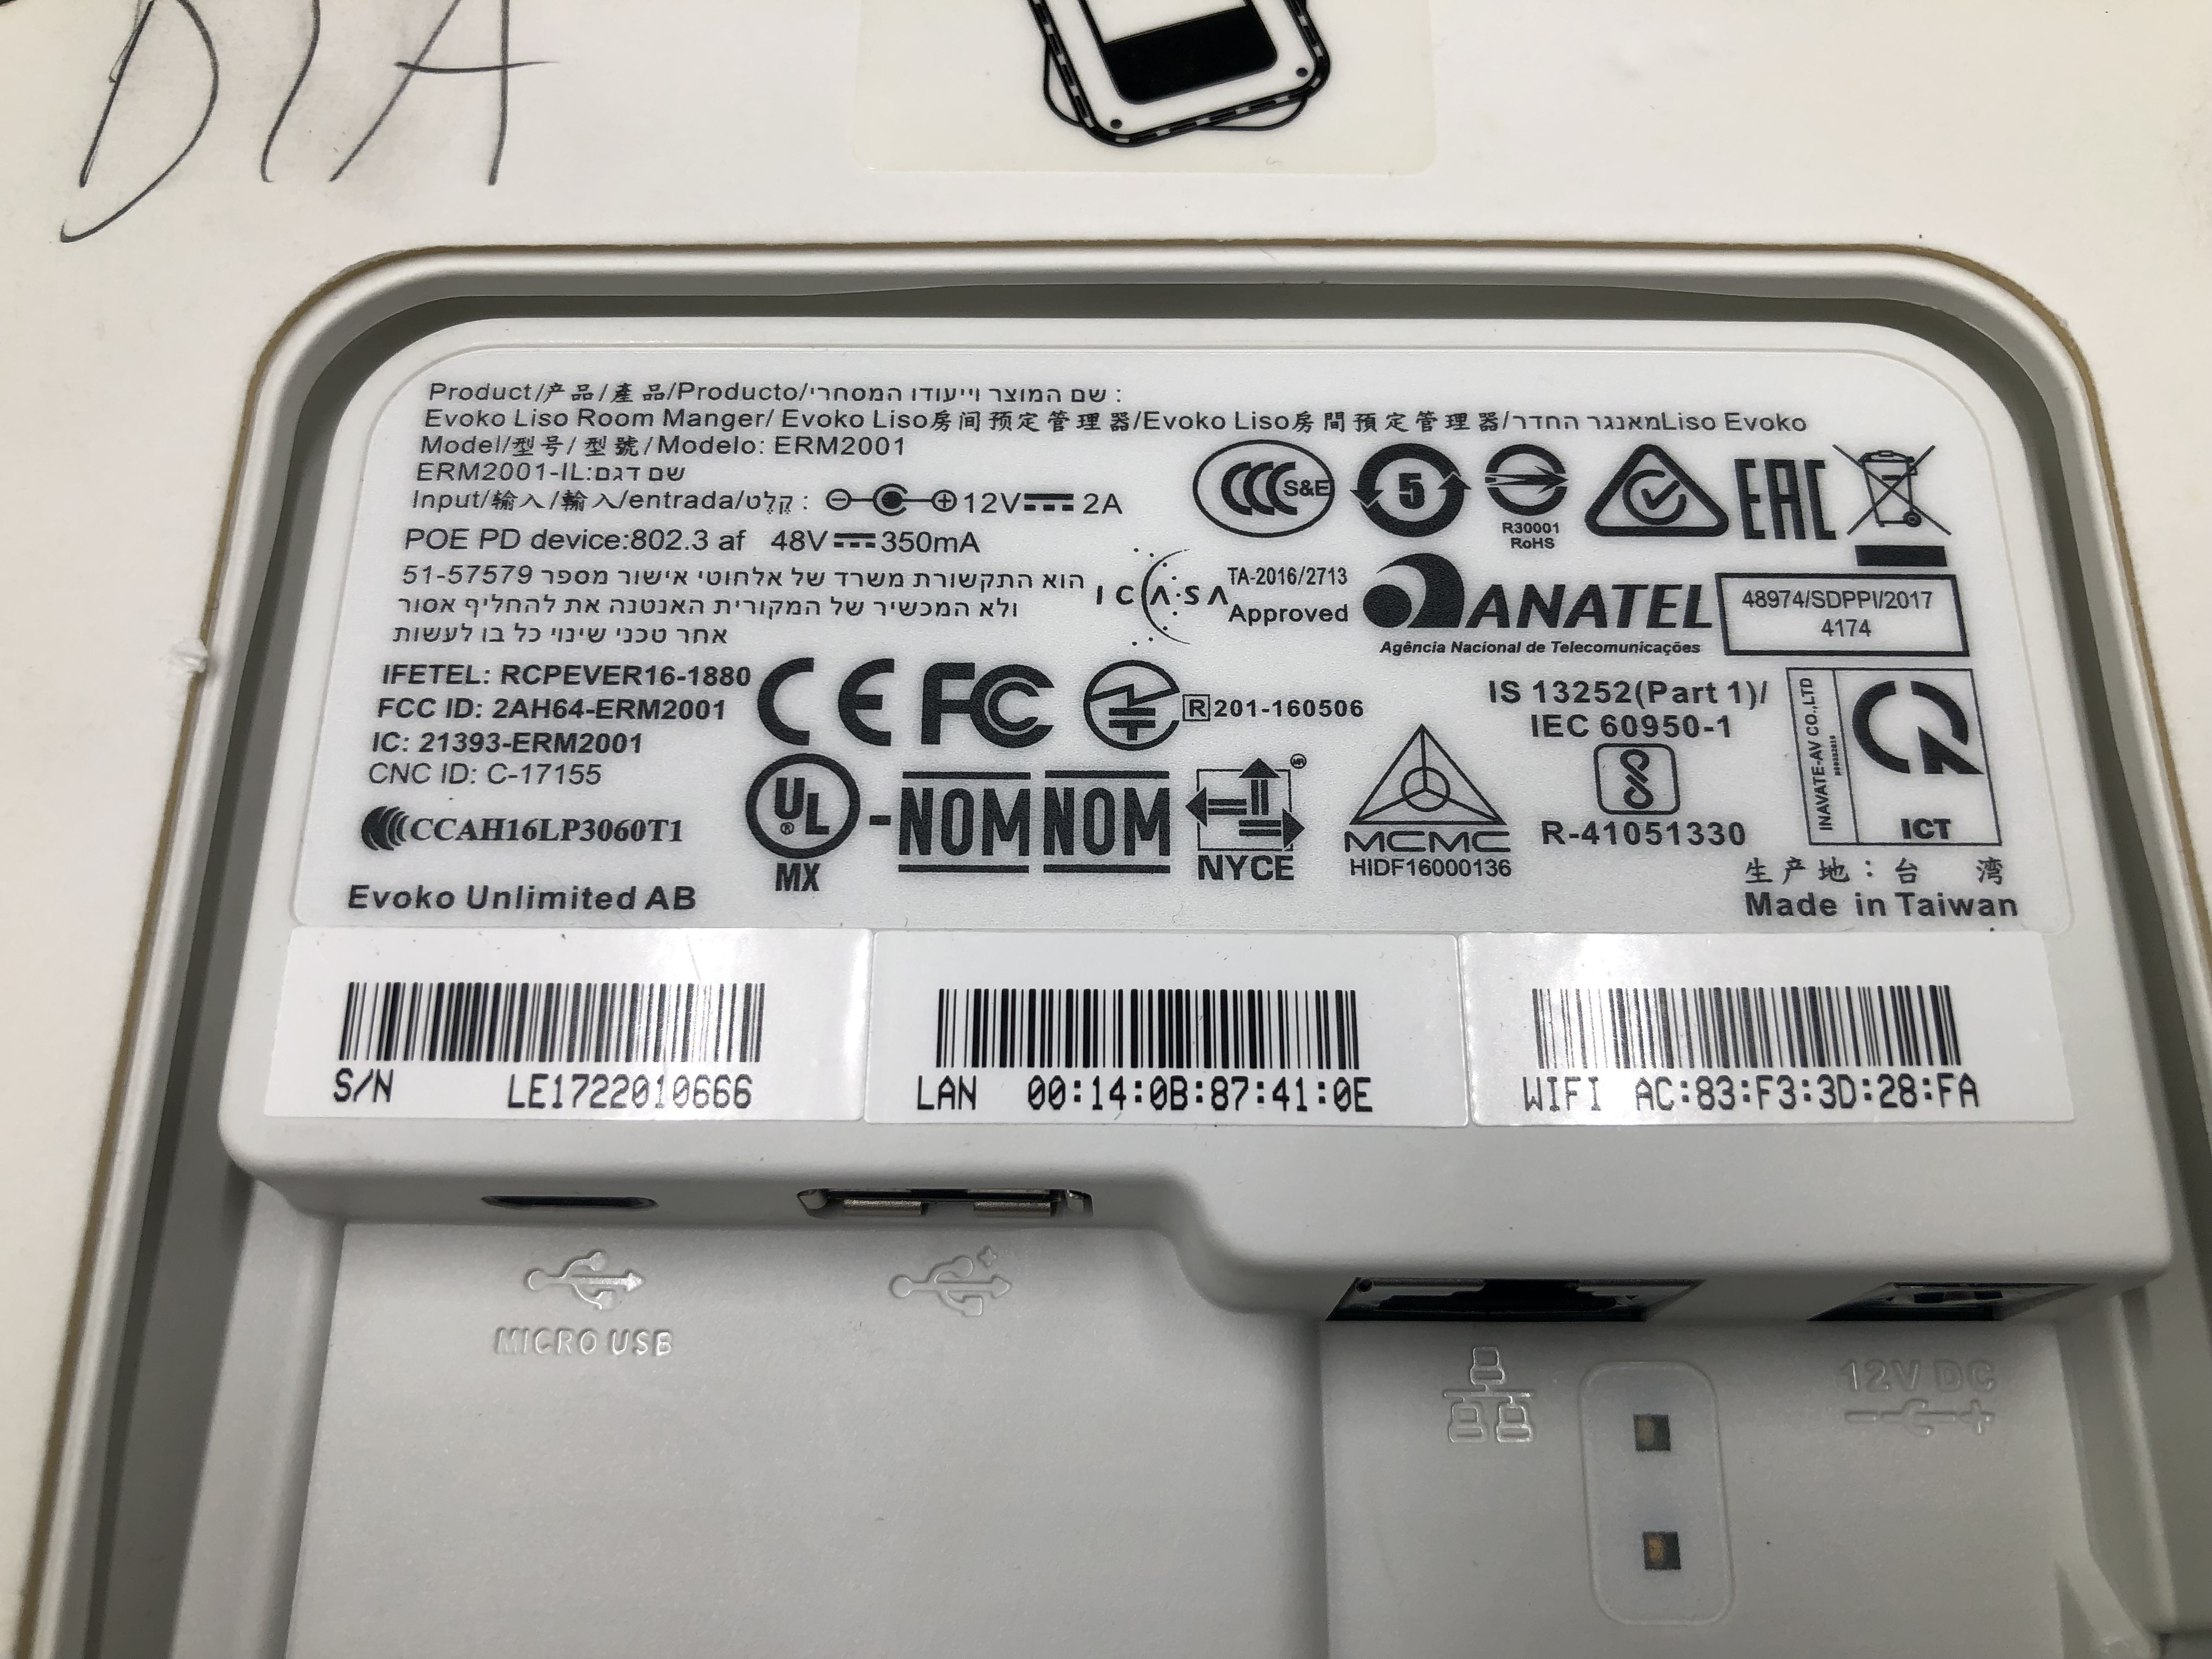 DIA
Product/产品/產品/Producto/שם המוצר וייעודו המסחרי :
Evoko Liso Room Manger/ Evoko Liso房间预定管理器/Evoko Liso房間預定管理器/מאנגר החדרLiso Evoko
Model/型号/型號/Modelo: ERM2001
ERM2001-IL:שם דגם
Input/输入/輸入/entrada/קֶלֶט : 12V 2A
POE PD device:802.3 af 48V 350mA
51-57579 הוא התקשורת משרד של אלחוטי אישור מספר
ולא המכשיר של המקורית האנטנה את להחליף אסור
אחר טכני שינוי כל בו לעשות
CCC S&E
5
R30001
RoHS
EAC
ICASA
TA-2016/2713
Approved
ANATEL
Agência Nacional de Telecomunicações
48974/SDPPI/2017
4174
IFETEL: RCPEVER16-1880
FCC ID: 2AH64-ERM2001
IC: 21393-ERM2001
CNC ID: C-17155
CCAH16LP3060T1
Evoko Unlimited AB
CE FC
R 201-160506
UL ®
MX
-NOM NOM
NYCE
MCMC
HIDF16000136
IS 13252(Part 1)/
IEC 60950-1
R-41051330
INAVATE-AV CO.,LTD
ICT
生产地：台 湾
Made in Taiwan
S/N LE1722010666
LAN 00:14:0B:87:41:0E
WIFI AC:83:F3:3D:28:FA
MICRO USB
12V DC